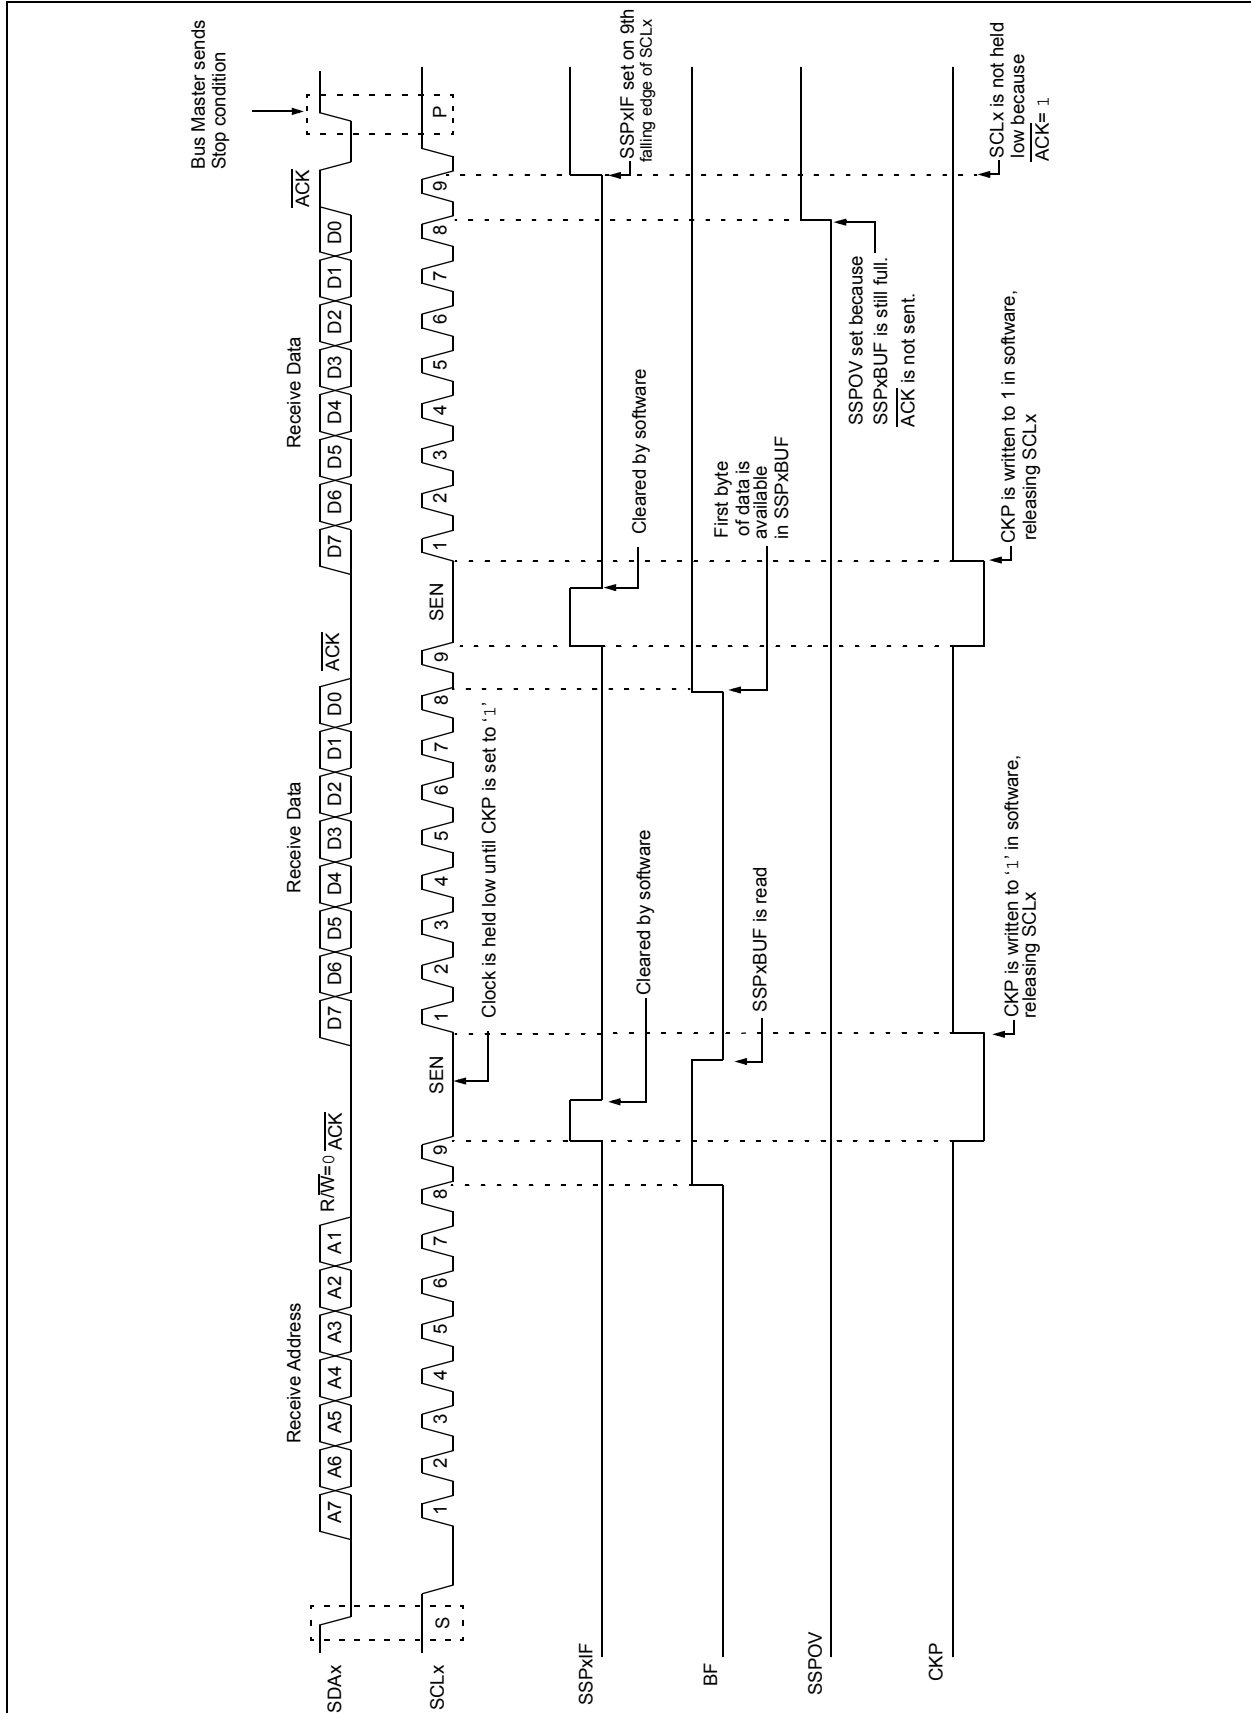 Bus Master sends
Stop condition
Receive Address
Receive Data
Receive Data
R/W=0
ACK
ACK
ACK
SDAx
A7
A6
A5
A4
A3
A2
A1
D7
D6
D5
D4
D3
D2
D1
D0
D7
D6
D5
D4
D3
D2
D1
D0
SCLx
S
1
2
3
4
5
6
7
8
9
SEN
1
2
3
4
5
6
7
8
9
SEN
1
2
3
4
5
6
7
8
9
P
Clock is held low until CKP is set to ‘1’
SSPxIF
Cleared by software
Cleared by software
SSPxIF set on 9th
falling edge of SCLx
BF
SSPxBUF is read
First byte
of data is
available
in SSPxBUF
SSPOV
SSPOV set because
SSPxBUF is still full.
ACK is not sent.
CKP
CKP is written to ‘1’ in software,
releasing SCLx
CKP is written to 1 in software,
releasing SCLx
SCLx is not held
low because
ACK= 1